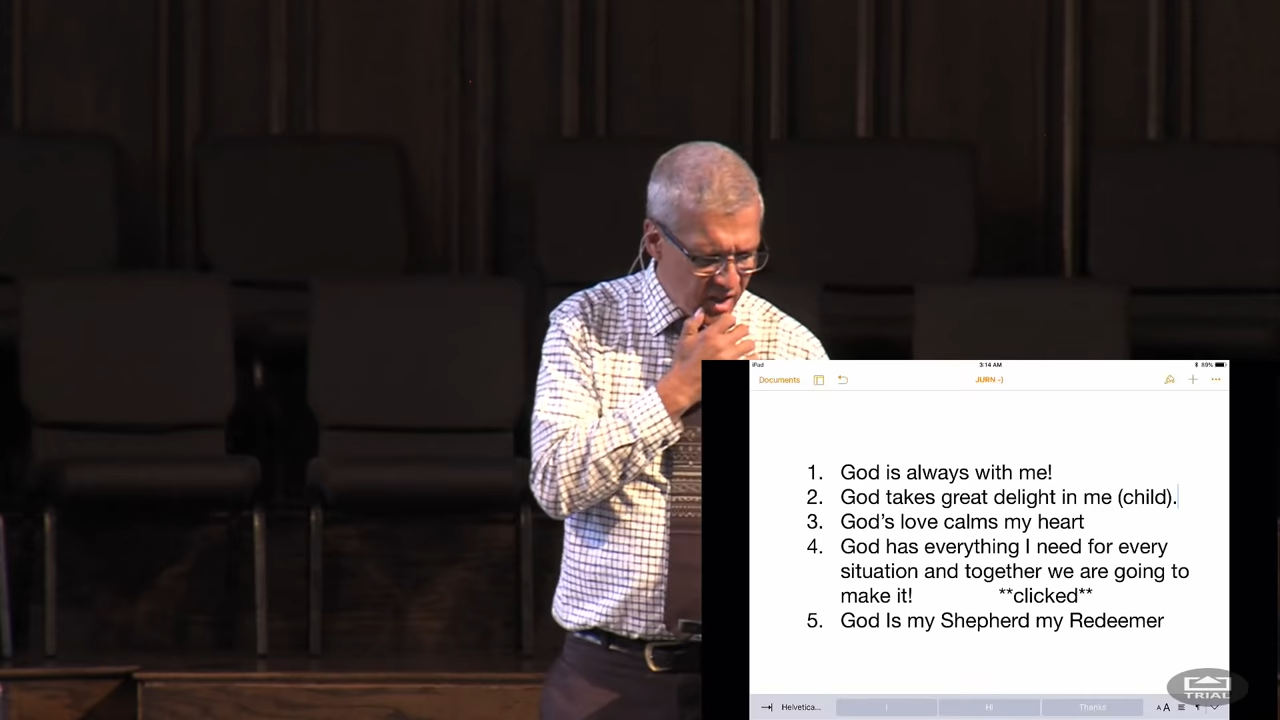 iPad
3:14 AM
89%
Documents
JURN -)
1. God is always with me!
2. God takes great delight in me (child).
3. God's love calms my heart
4. God has everything I need for every
situation and together we are going to
make it! **clicked**
5. God Is my Shepherd my Redeemer
Helvetica...
I
Hi
Thanks
A A
TRIAL